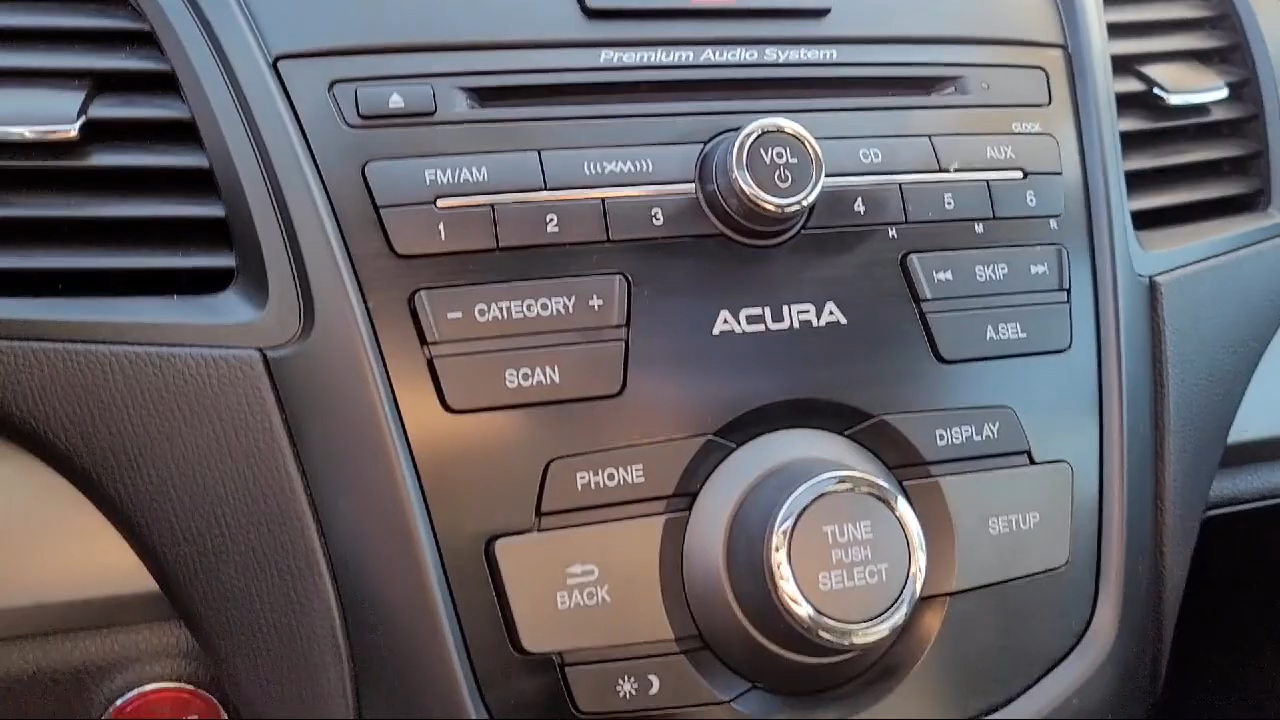 Premium Audio System
CLOCK
FM/AM
(((XM)))
VOL
CD
AUX
1
2
3
4
5
6
H
M
R
- CATEGORY +
SCAN
ACURA
SKIP
A.SEL
PHONE
DISPLAY
BACK
TUNE
PUSH
SELECT
SETUP